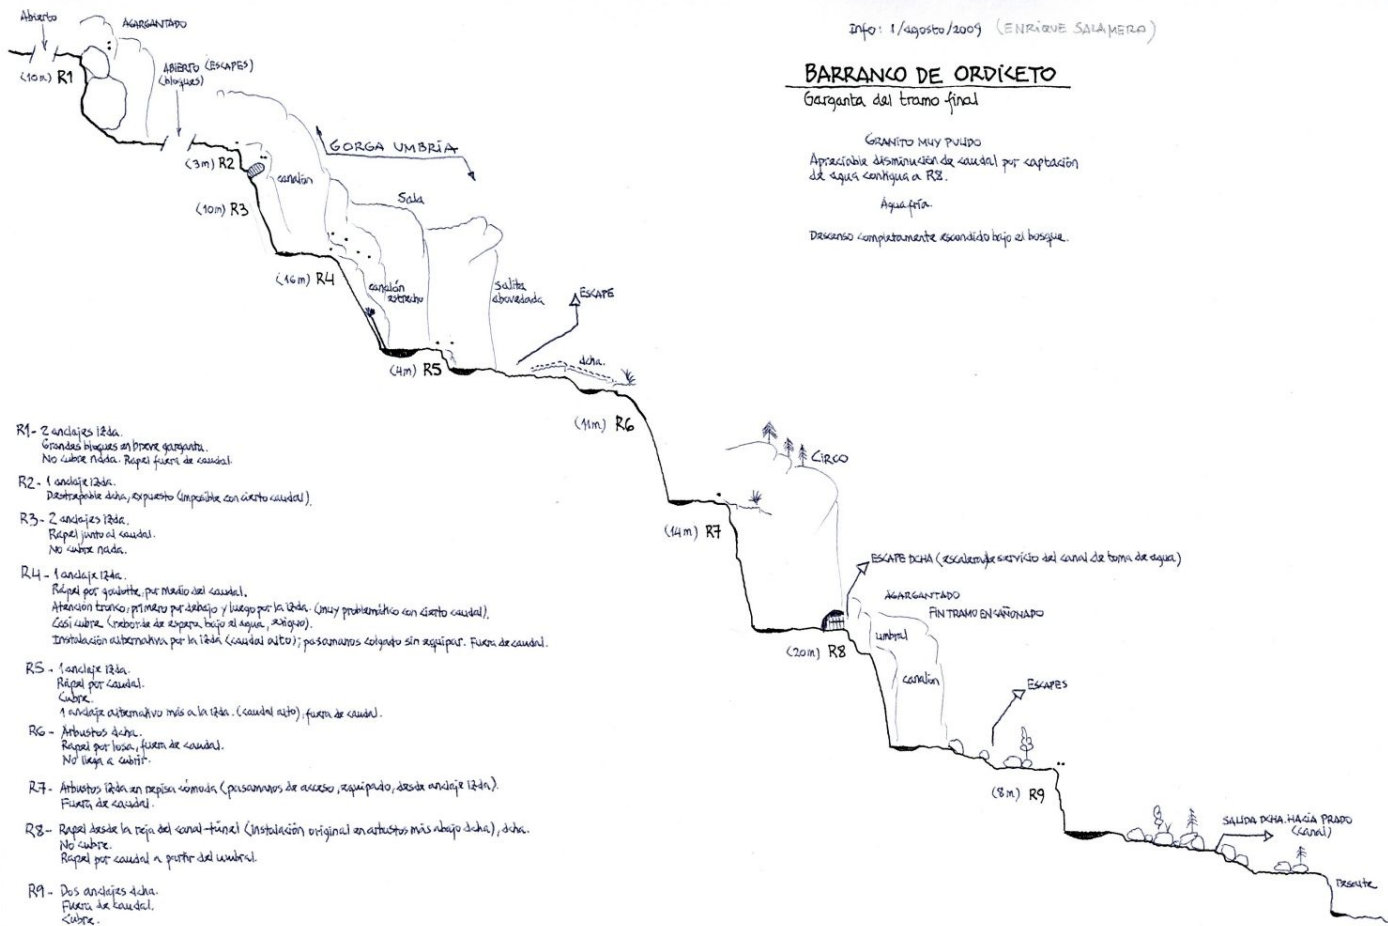 Info: 1/agosto/2009 (ENRIQUE SALAMERO)
BARRANCO DE ORDICETO
Garganta del tramo final
GRANITO MUY PULIDO
Apreciable disminución de caudal por captación
de agua contigua a R8.
Agua fría.
Descenso completamente escondido bajo el bosque.
Abierto
AGARGANTADO
(10m) R1
ABIERTO (ESCAPES)
(bloques)
(3m) R2
canalón
GORGA UMBRÍA
(10m) R3
Sala
(16m) R4
canalón
estrecho
Salita
abovedada
ESCAPE
(4m) R5
dcha.
(11m) R6
CIRCO
(14m) R7
ESCAPE DCHA (escalera de servicio del canal de toma de agua)
AGARGANTADO
FIN TRAMO ENCAÑONADO
umbral
(20m) R8
canalón
ESCAPES
(8m) R9
SALIDA DCHA. HACIA PRADO
(canal)
Resalte
R1- 2 anclajes izda.
Grandes bloques en breve garganta.
No cubre nada. Rapel fuera de caudal.
R2- 1 anclaje izda.
Destrepable dcha, expuesto (imposible con cierto caudal).
R3- 2 anclajes izda.
Rapel junto al caudal.
No cubre nada.
R4- 1 anclaje izda.
Rápel por goulotte, por medio del caudal.
Atención tronco, primero por debajo y luego por la izda. (muy problemático con cierto caudal).
Casi cubre (reborde de espera bajo el agua, exiguo).
Instalación alternativa por la izda (caudal alto); pasamanos colgado sin equipar. Fuera de caudal.
R5- 1 anclaje izda.
Rápel por caudal.
Cubre.
1 anclaje alternativo más a la izda. (caudal alto), fuera de caudal.
R6- Arbustos dcha.
Rapel por losa, fuera de caudal.
No llega a cubrir.
R7- Arbustos izda en repisa cómoda (pasamanos de acceso, equipado, desde anclaje izda).
Fuera de caudal.
R8- Rapel desde la reja del canal-túnel (instalación original en arbustos más abajo dcha), dcha.
No cubre.
Rapel por caudal a partir del umbral.
R9- Dos anclajes dcha.
Fuera de caudal.
Cubre.